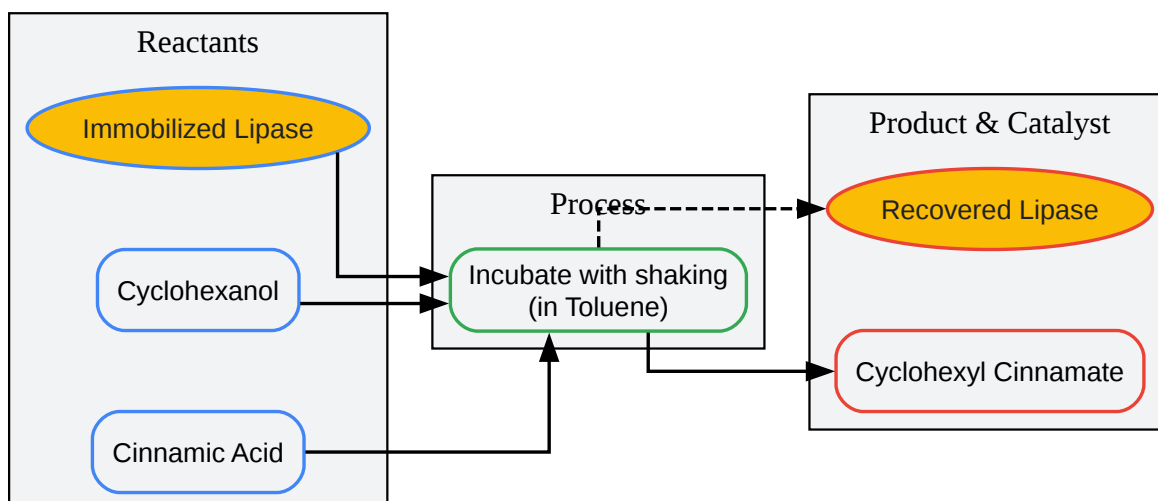 Reactants
Immobilized Lipase
Cyclohexanol
Cinnamic Acid
Process
Incubate with shaking
(in Toluene)
Product & Catalyst
Recovered Lipase
Cyclohexyl Cinnamate